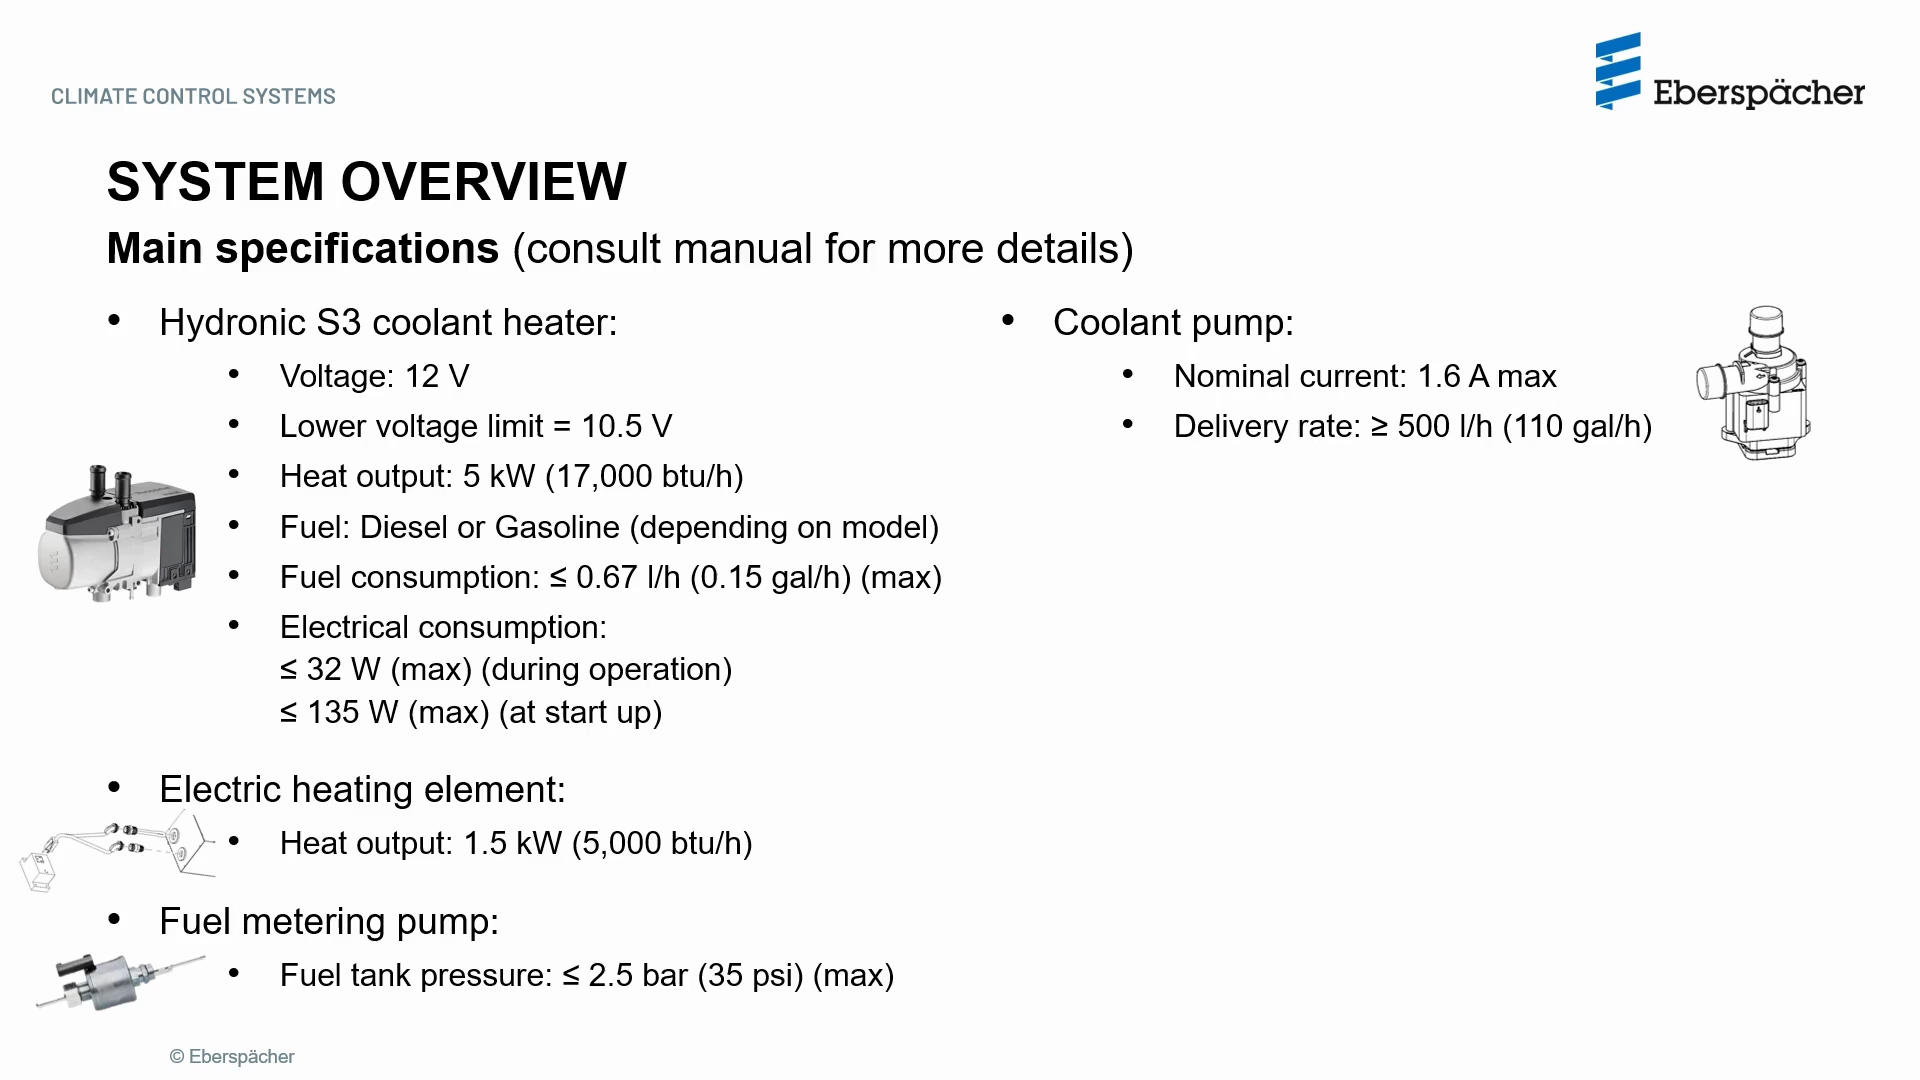 CLIMATE CONTROL SYSTEMS
Eberspächer
SYSTEM OVERVIEW
Main specifications (consult manual for more details)
• Hydronic S3 coolant heater:
• Voltage: 12 V
• Lower voltage limit = 10.5 V
• Heat output: 5 kW (17,000 btu/h)
• Fuel: Diesel or Gasoline (depending on model)
• Fuel consumption: ≤ 0.67 l/h (0.15 gal/h) (max)
• Electrical consumption:
≤ 32 W (max) (during operation)
≤ 135 W (max) (at start up)
• Electric heating element:
• Heat output: 1.5 kW (5,000 btu/h)
• Fuel metering pump:
• Fuel tank pressure: ≤ 2.5 bar (35 psi) (max)
• Coolant pump:
• Nominal current: 1.6 A max
• Delivery rate: ≥ 500 l/h (110 gal/h)
© Eberspächer